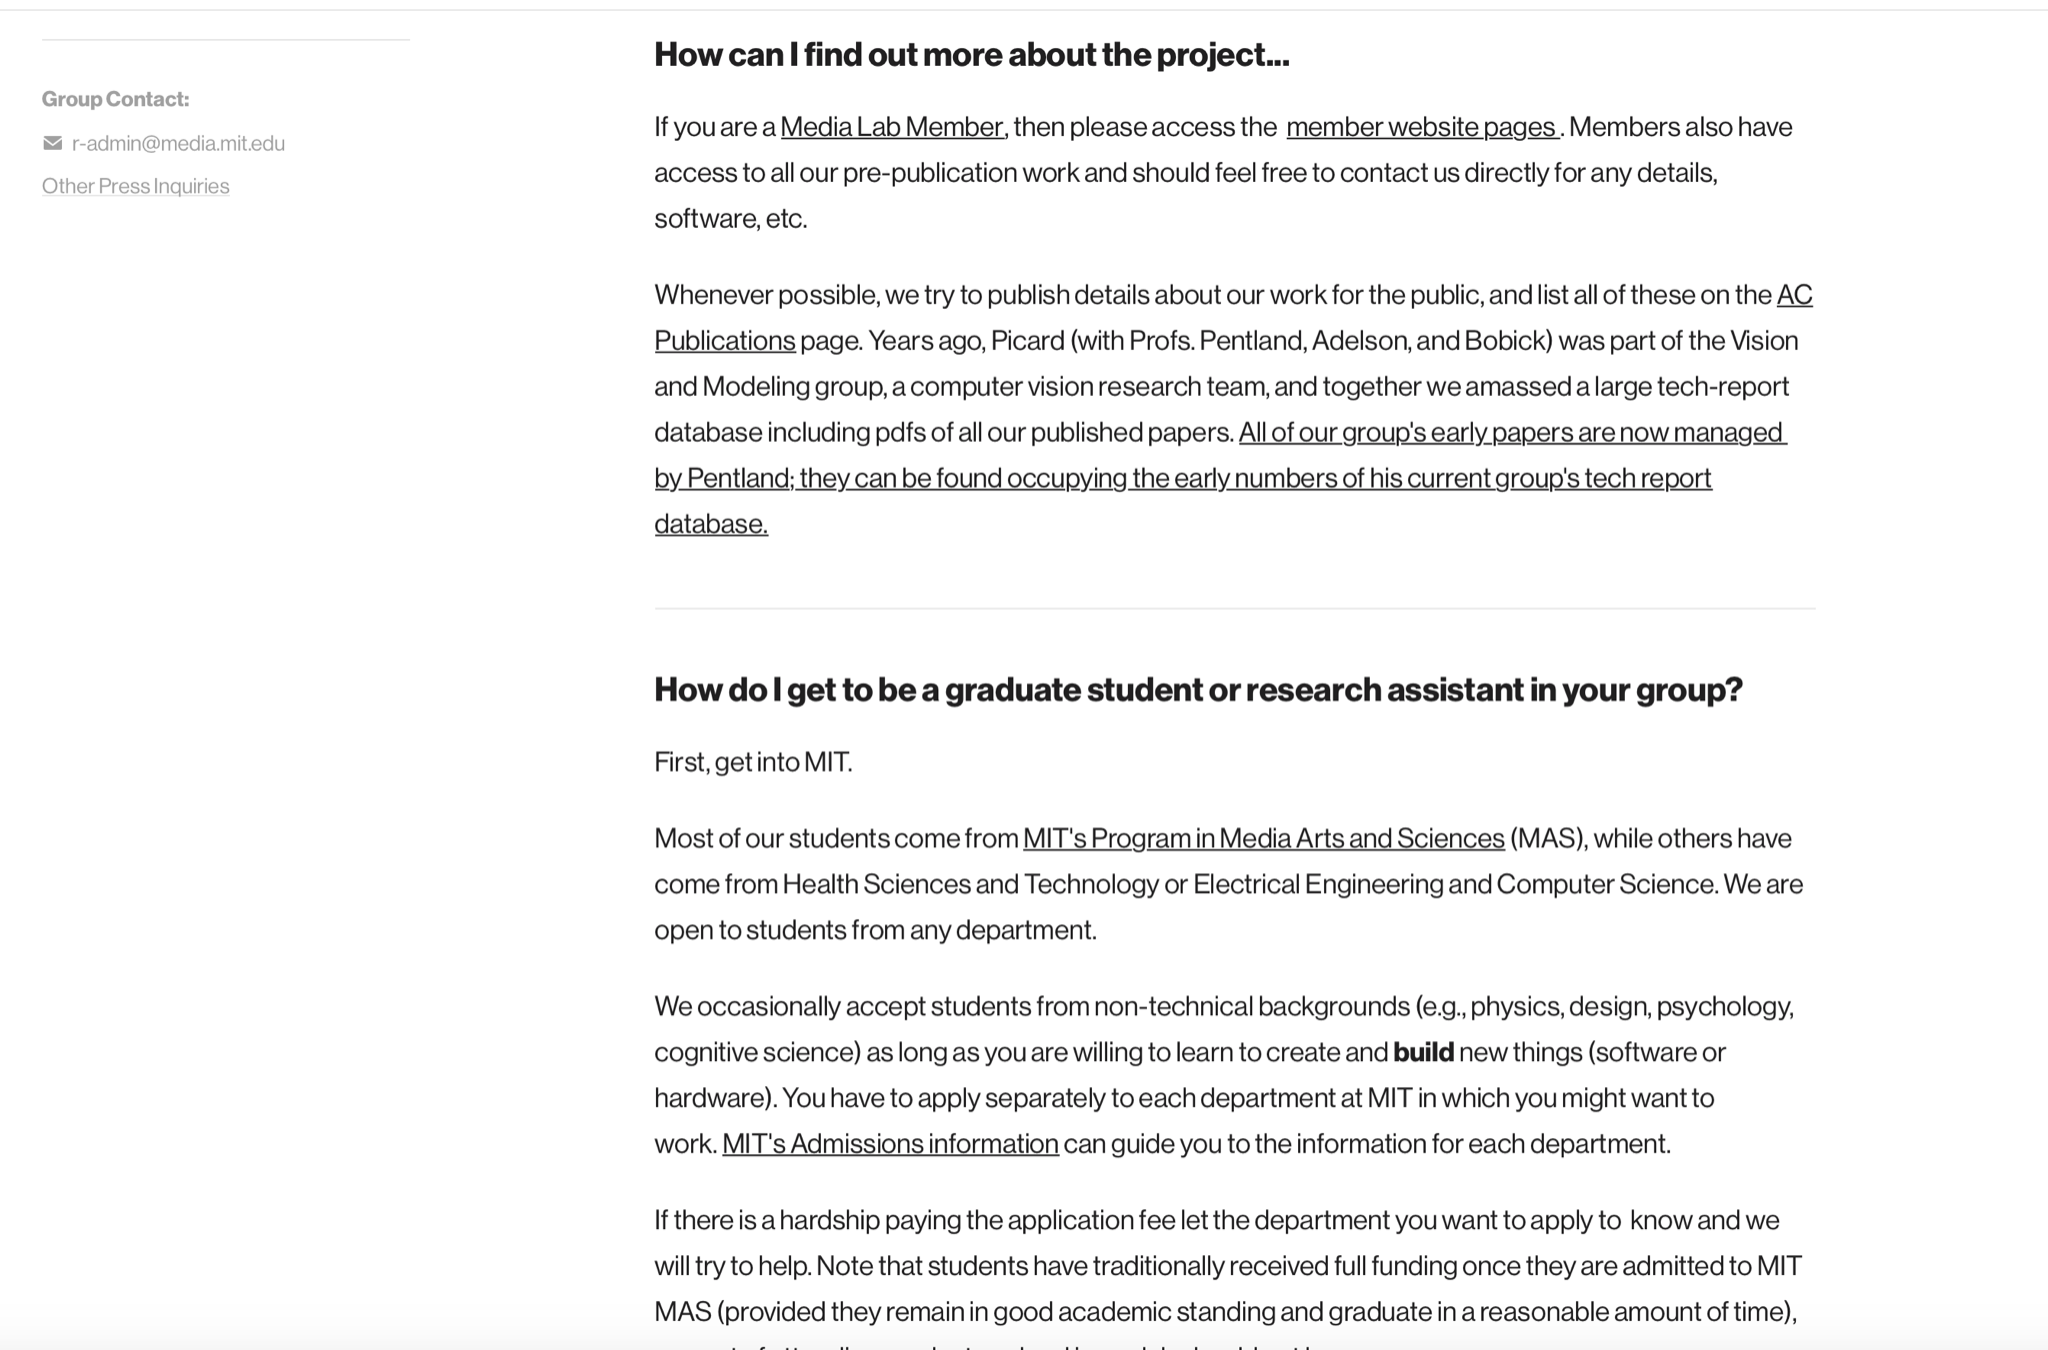 Group Contact:
r-admin@media.mit.edu
Other Press Inquiries
How can I find out more about the project...
If you are a Media Lab Member, then please access the member website pages . Members also have
access to all our pre-publication work and should feel free to contact us directly for any details,
software, etc.
Whenever possible, we try to publish details about our work for the public, and list all of these on the AC
Publications page. Years ago, Picard (with Profs. Pentland, Adelson, and Bobick) was part of the Vision
and Modeling group, a computer vision research team, and together we amassed a large tech-report
database including pdfs of all our published papers. All of our group's early papers are now managed
by Pentland; they can be found occupying the early numbers of his current group's tech report
database.
How do I get to be a graduate student or research assistant in your group?
First, get into MIT.
Most of our students come from MIT's Program in Media Arts and Sciences (MAS), while others have
come from Health Sciences and Technology or Electrical Engineering and Computer Science. We are
open to students from any department.
We occasionally accept students from non-technical backgrounds (e.g., physics, design, psychology,
cognitive science) as long as you are willing to learn to create and build new things (software or
hardware). You have to apply separately to each department at MIT in which you might want to
work. MIT's Admissions information can guide you to the information for each department.
If there is a hardship paying the application fee let the department you want to apply to know and we
will try to help. Note that students have traditionally received full funding once they are admitted to MIT
MAS (provided they remain in good academic standing and graduate in a reasonable amount of time),